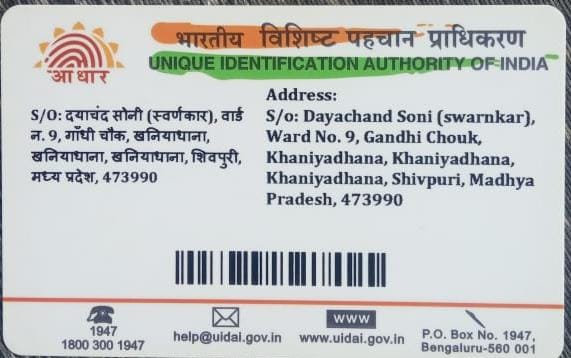 भारतीय विशिष्ट पहचान प्राधिकरण
UNIQUE IDENTIFICATION AUTHORITY OF INDIA
आधार
S/O: दयाचंद सोनी (स्वर्णकार), वार्ड
न. 9, गाँधी चौक, खनियाधाना,
खनियाधाना, खनियाधाना, शिवपुरी,
मध्य प्रदेश, 473990
Address:
S/o: Dayachand Soni (swarnkar),
Ward No. 9, Gandhi Chouk,
Khaniyadhana, Khaniyadhana,
Khaniyadhana, Shivpuri, Madhya
Pradesh, 473990
1947
1800 300 1947
help@uidai.gov.in
www
www.uidai.gov.in
P.O. Box No. 1947,
Bengaluru-560 001